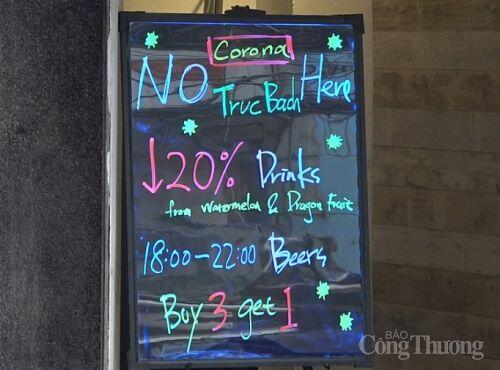 Corona
NO Truc Bach Here
↓20% Drinks
from Watermelon & Dragon Fruit
18:00-22:00 Beers
Buy 3 get 1
BÁO
Công Thương